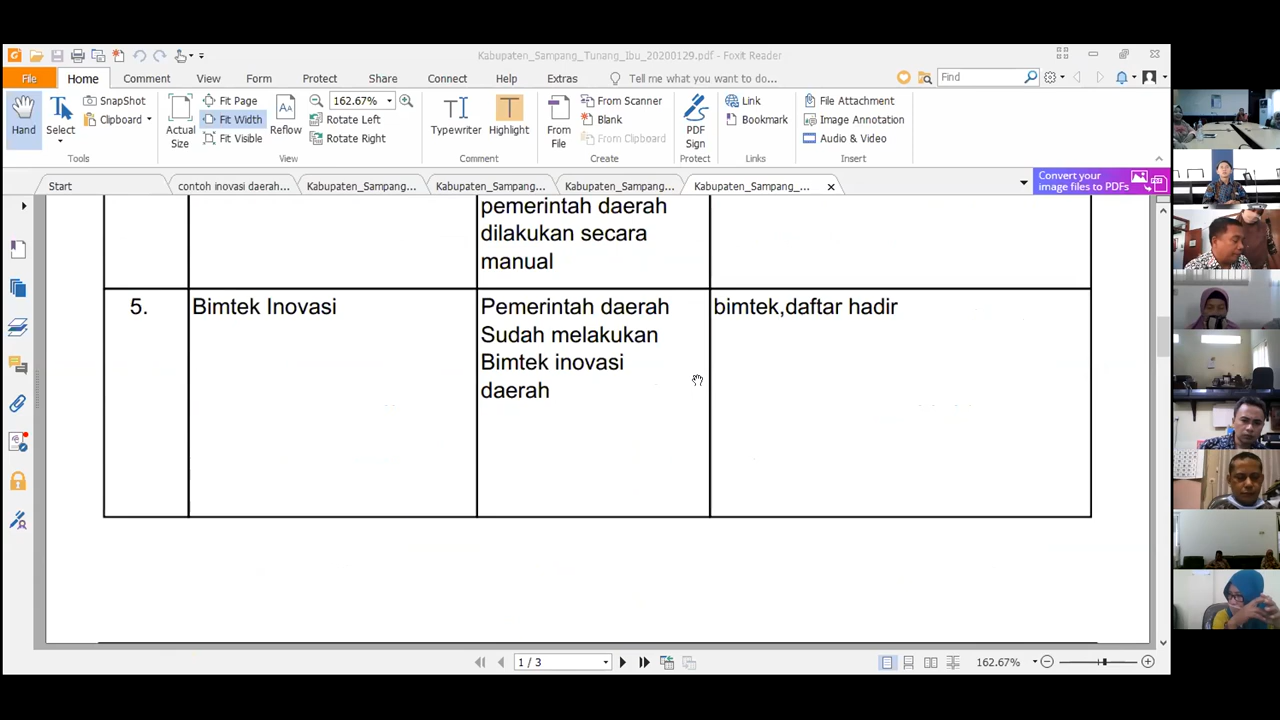 Kabupaten_Sampang_Tunang_Ibu_20200129.pdf - Foxit Reader
File Home Comment View Form Protect Share Connect Help Extras Tell me what you want to do... Find
Hand
Select
SnapShot
Clipboard
Tools
Actual Size
Fit Page
Fit Width
Fit Visible
Reflow
162.67%
Rotate Left
Rotate Right
View
Typewriter
Highlight
Comment
From File
From Scanner
Blank
From Clipboard
Create
PDF Sign
Protect
Link
Bookmark
Links
File Attachment
Image Annotation
Audio & Video
Insert
Start contoh inovasi daerah... Kabupaten_Sampang... Kabupaten_Sampang... Kabupaten_Sampang... Kabupaten_Sampang_...
Convert your
image files to PDFs
pemerintah daerah
dilakukan secara
manual
5. Bimtek Inovasi
Pemerintah daerah
Sudah melakukan
Bimtek inovasi
daerah
bimtek,daftar hadir
1 / 3
162.67%